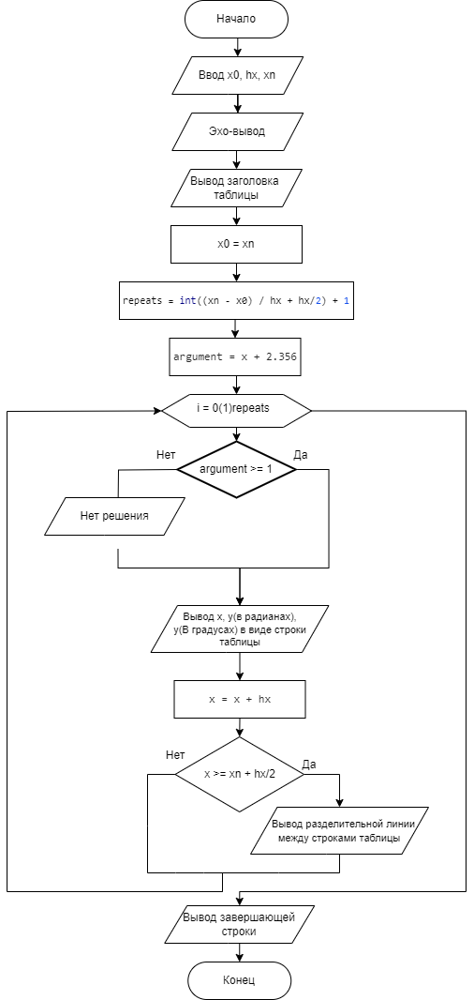 Начало
Ввод x0, hx, xn
Эхо-вывод
Вывод заголовка
таблицы
x0 = xn
repeats = int((xn - x0) / hx + hx/2) + 1
argument = x + 2.356
i = 0(1)repeats
Нет
Да
argument >= 1
Нет решения
Вывод x, y(в радианах),
y(В градусах) в виде строки
таблицы
x = x + hx
Нет
Да
x >= xn + hx/2
Вывод разделительной линии
между строками таблицы
Вывод завершающей
строки
Конец